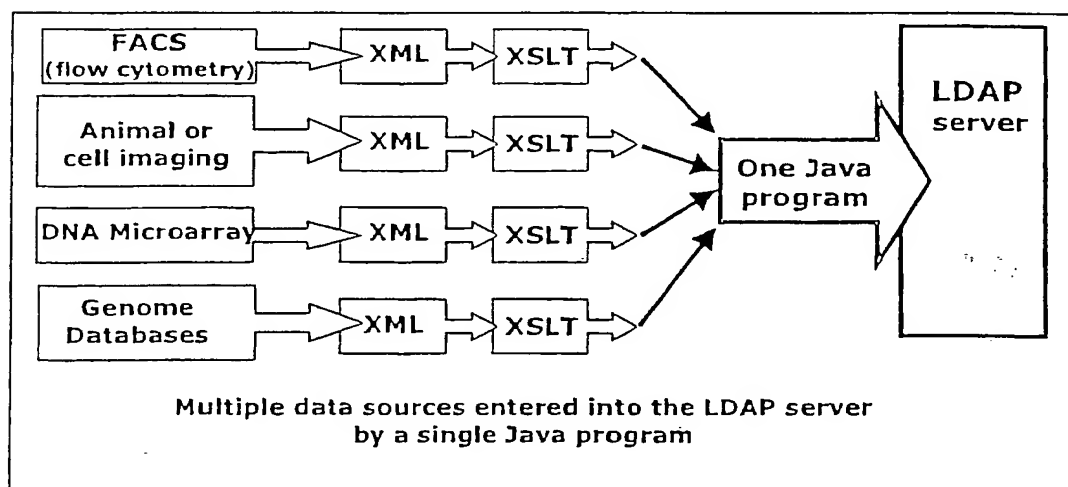 FACS
(flow cytometry)
XML
XSLT
Animal or
cell imaging
XML
XSLT
DNA Microarray
XML
XSLT
Genome
Databases
XML
XSLT
One Java
program
LDAP
server
Multiple data sources entered into the LDAP server
by a single Java program